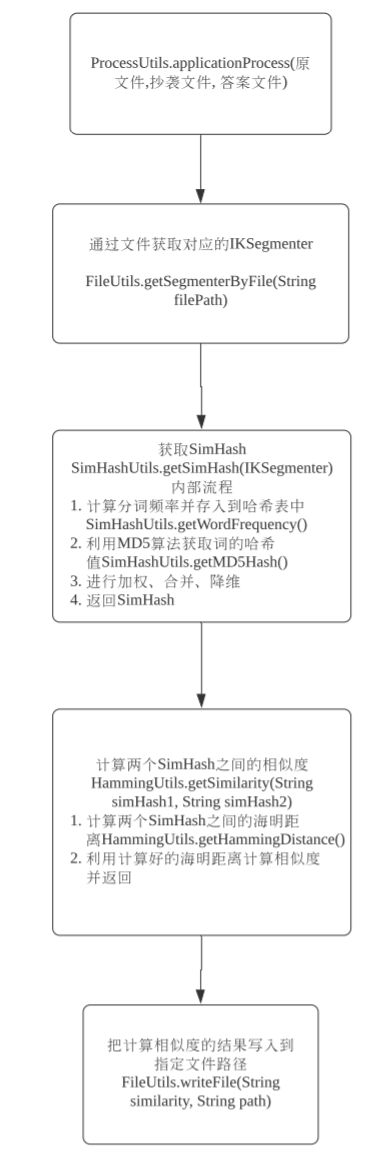 ProcessUtils.applicationProcess(原
文件,抄袭文件, 答案文件)
通过文件获取对应的IKSegmenter
FileUtils.getSegmenterByFile(String
filePath)
获取SimHash
SimHashUtils.getSimHash(IKSegmenter)
内部流程
1. 计算分词频率并存入到哈希表中
SimHashUtils.getWordFrequency()
2. 利用MD5算法获取词的哈希
值SimHashUtils.getMD5Hash()
3. 进行加权、合并、降维
4. 返回SimHash
计算两个SimHash之间的相似度
HammingUtils.getSimilarity(String
simHash1, String simHash2)
1. 计算两个SimHash之间的海明距
离HammingUtils.getHammingDistance()
2. 利用计算好的海明距离计算相似度
并返回
把计算相似度的结果写入到
指定文件路径
FileUtils.writeFile(String
similarity, String path)